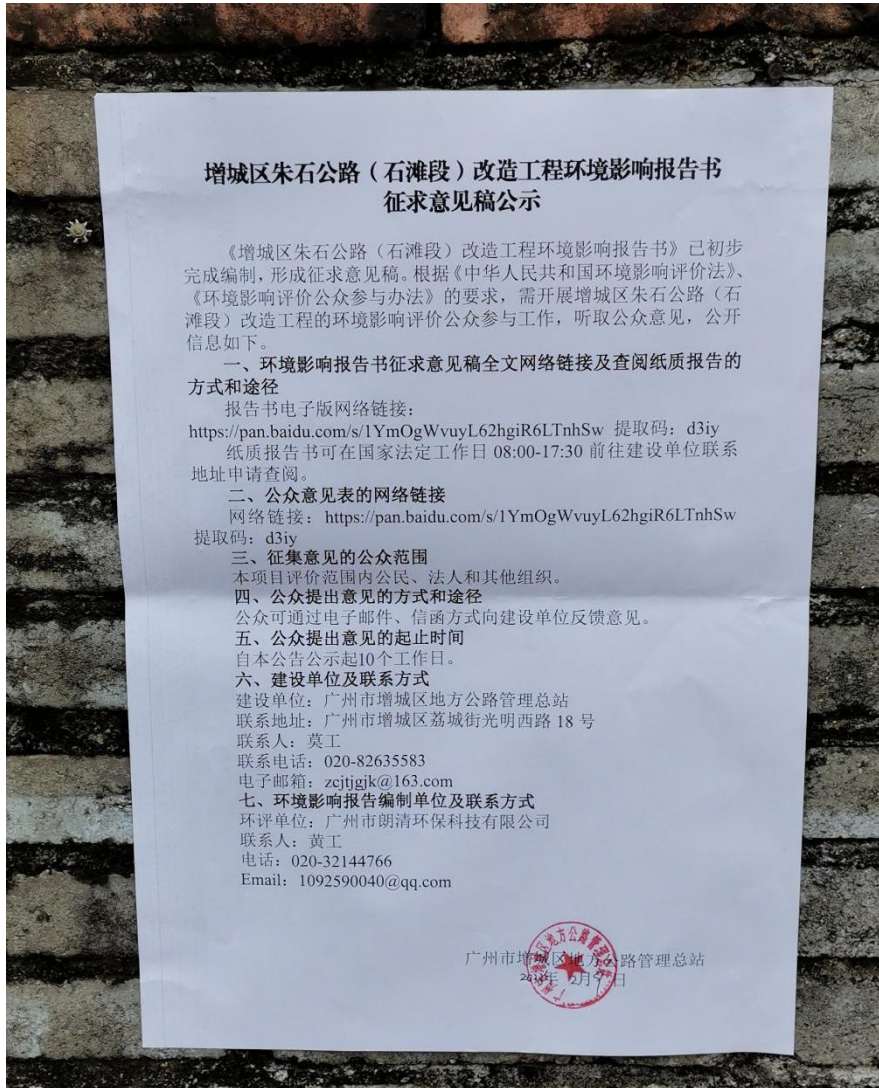 增城区朱石公路（石滩段）改造工程环境影响报告书
征求意见稿公示
《增城区朱石公路（石滩段）改造工程环境影响报告书》已初步
完成编制，形成征求意见稿。根据《中华人民共和国环境影响评价法》、
《环境影响评价公众参与办法》的要求，需开展增城区朱石公路（石
滩段）改造工程的环境影响评价公众参与工作，听取公众意见，公开
信息如下。
一、环境影响报告书征求意见稿全文网络链接及查阅纸质报告的
方式和途径
报告书电子版网络链接：
https://pan.baidu.com/s/1YmOgWvuyL62hgiR6LTnhSw 提取码：d3iy
纸质报告书可在国家法定工作日 08:00-17:30 前往建设单位联系
地址申请查阅。
二、公众意见表的网络链接
网络链接：https://pan.baidu.com/s/1YmOgWvuyL62hgiR6LTnhSw
提取码：d3iy
三、征集意见的公众范围
本项目评价范围内公民、法人和其他组织。
四、公众提出意见的方式和途径
公众可通过电子邮件、信函方式向建设单位反馈意见。
五、公众提出意见的起止时间
自本公告公示起10个工作日。
六、建设单位及联系方式
建设单位：广州市增城区地方公路管理总站
联系地址：广州市增城区荔城街光明西路 18 号
联系人：莫工
联系电话：020-82635583
电子邮箱：zcjtjgjk@163.com
七、环境影响报告编制单位及联系方式
环评单位：广州市朗清环保科技有限公司
联系人：黄工
电话：020-32144766
Email：1092590040@qq.com
广州市增城区地方公路管理总站
年 月 日